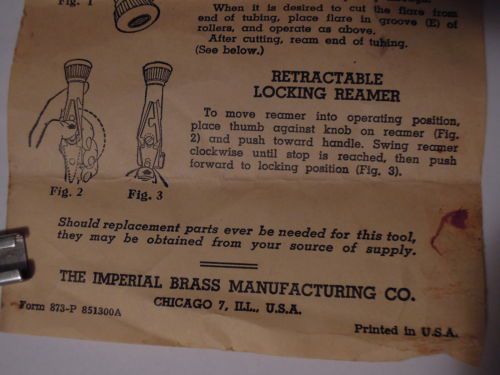 Fig. 1
When it is desired to cut the flare from
end of tubing, place flare in groove (E) of
rollers, and operate as above.
After cutting, ream end of tubing.
(See below.)
RETRACTABLE
LOCKING REAMER
To move reamer into operating position,
place thumb against knob on reamer (Fig.
2) and push toward handle. Swing reamer
clockwise until stop is reached, then push
forward to locking position (Fig. 3).
Fig. 2
Fig. 3
Should replacement parts ever be needed for this tool,
they may be obtained from your source of supply.
THE IMPERIAL BRASS MANUFACTURING CO.
CHICAGO 7, ILL., U.S.A.
Form 873-P 851300A
Printed in U.S.A.